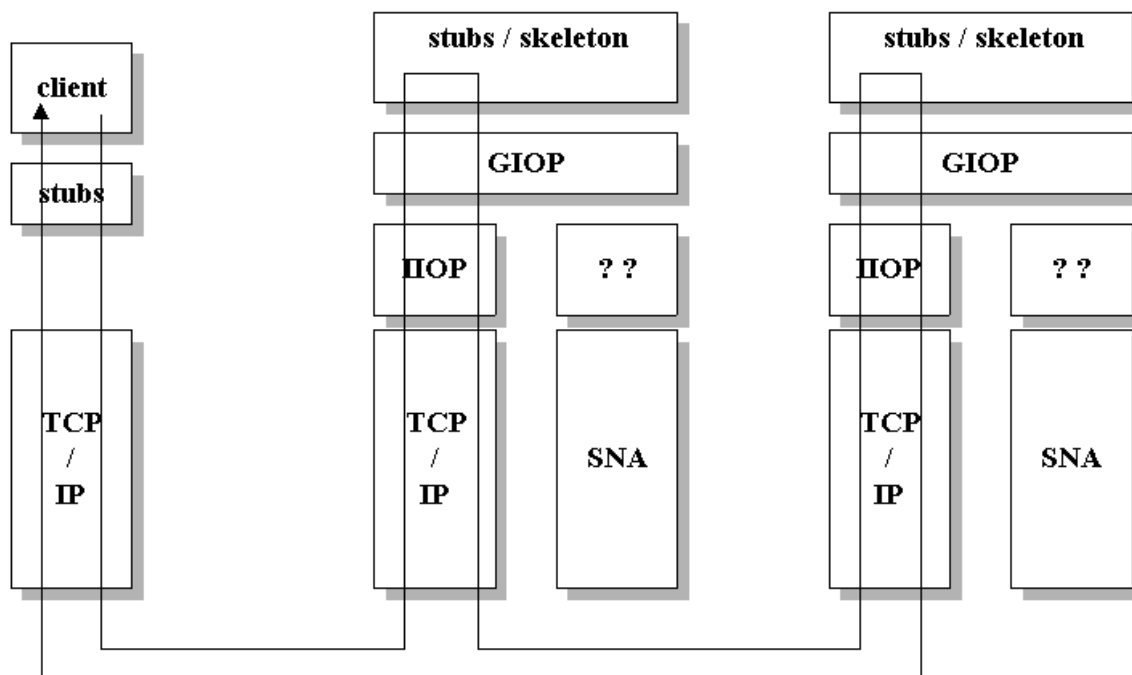 client
stubs
TCP
/
IP
stubs / skeleton
GIOP
IIOP
? ?
TCP
/
IP
SNA
stubs / skeleton
GIOP
IIOP
? ?
TCP
/
IP
SNA